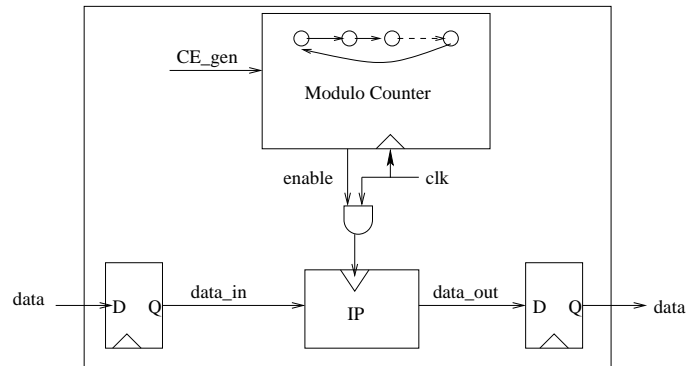 CE_gen
Modulo Counter
enable
clk
data
D
Q
data_in
IP
data_out
D
Q
data